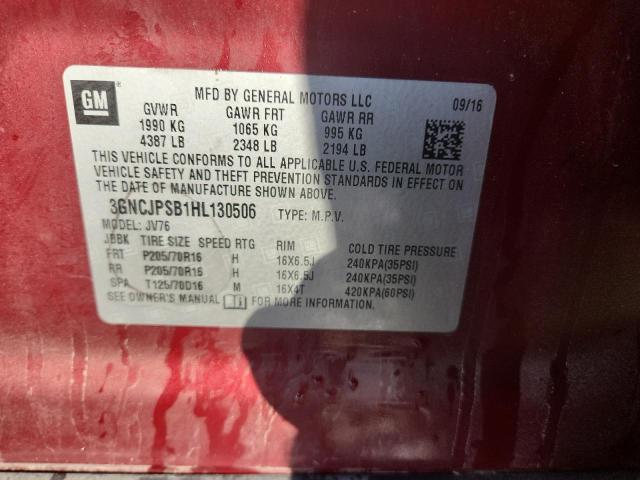 GM
MFD BY GENERAL MOTORS LLC 09/16
GVWR GAWR FRT GAWR RR
1990 KG 1065 KG 995 KG
4387 LB 2348 LB 2194 LB
THIS VEHICLE CONFORMS TO ALL APPLICABLE U.S. FEDERAL MOTOR
VEHICLE SAFETY AND THEFT PREVENTION STANDARDS IN EFFECT ON
THE DATE OF MANUFACTURE SHOWN ABOVE.
3GNCJPSB1HL130506 TYPE: M.P.V.
MODEL: JV76
JBBK TIRE SIZE SPEED RTG RIM COLD TIRE PRESSURE
FRT P205/70R16 H 16X6.5J 240KPA(35PSI)
RR P205/70R16 H 16X6.5J 240KPA(35PSI)
SPA T125/70D16 M 16X4T 420KPA(60PSI)
SEE OWNER'S MANUAL FOR MORE INFORMATION.